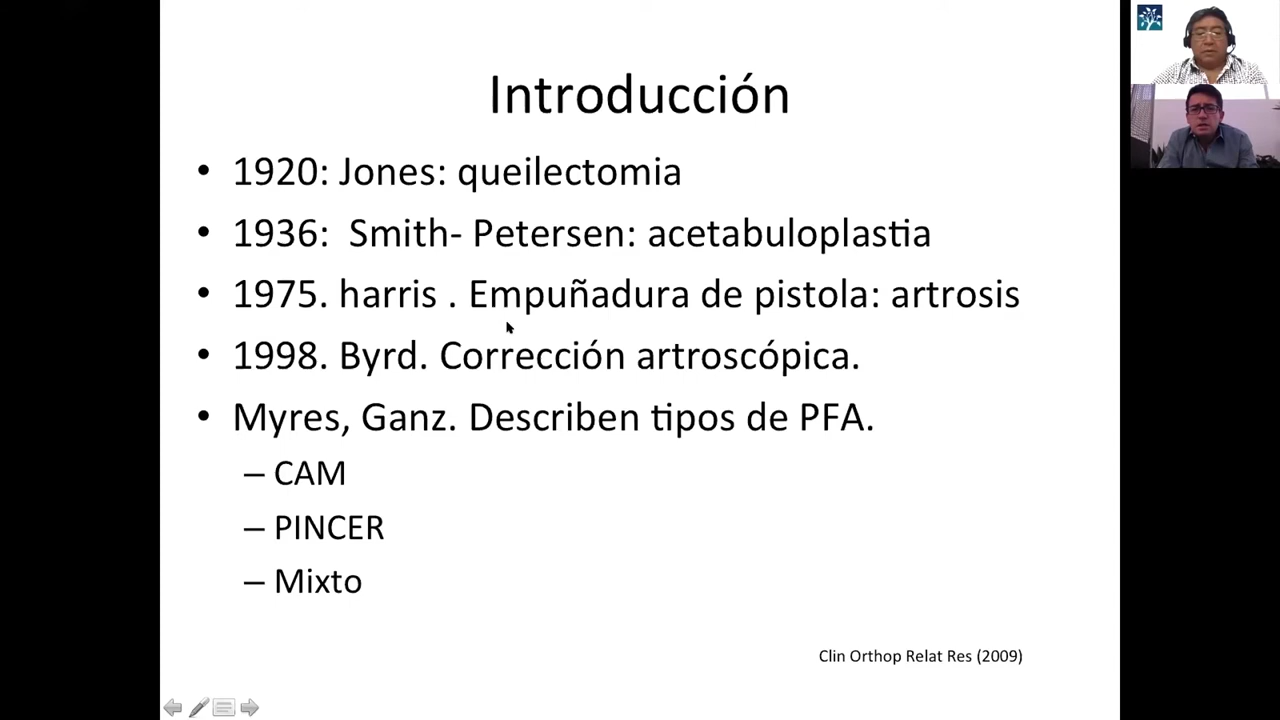 Introducción
• 1920: Jones: queilectomia
• 1936:  Smith- Petersen: acetabuloplastia
• 1975. harris . Empuñadura de pistola: artrosis
• 1998. Byrd. Corrección artroscópica.
• Myres, Ganz. Describen tipos de PFA.
– CAM
– PINCER
– Mixto
Clin Orthop Relat Res (2009)